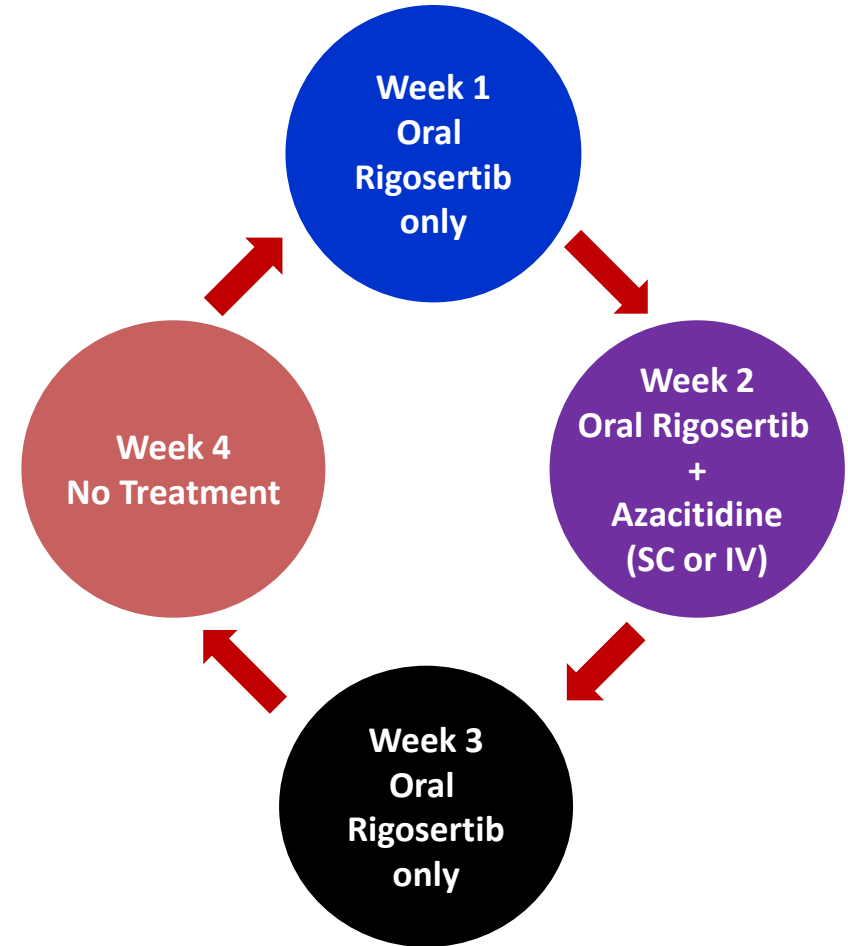 Week 1
Oral
Rigosertib
only
Week 2
Oral Rigosertib
+
Azacitidine
(SC or IV)
Week 3
Oral
Rigosertib
only
Week 4
No Treatment